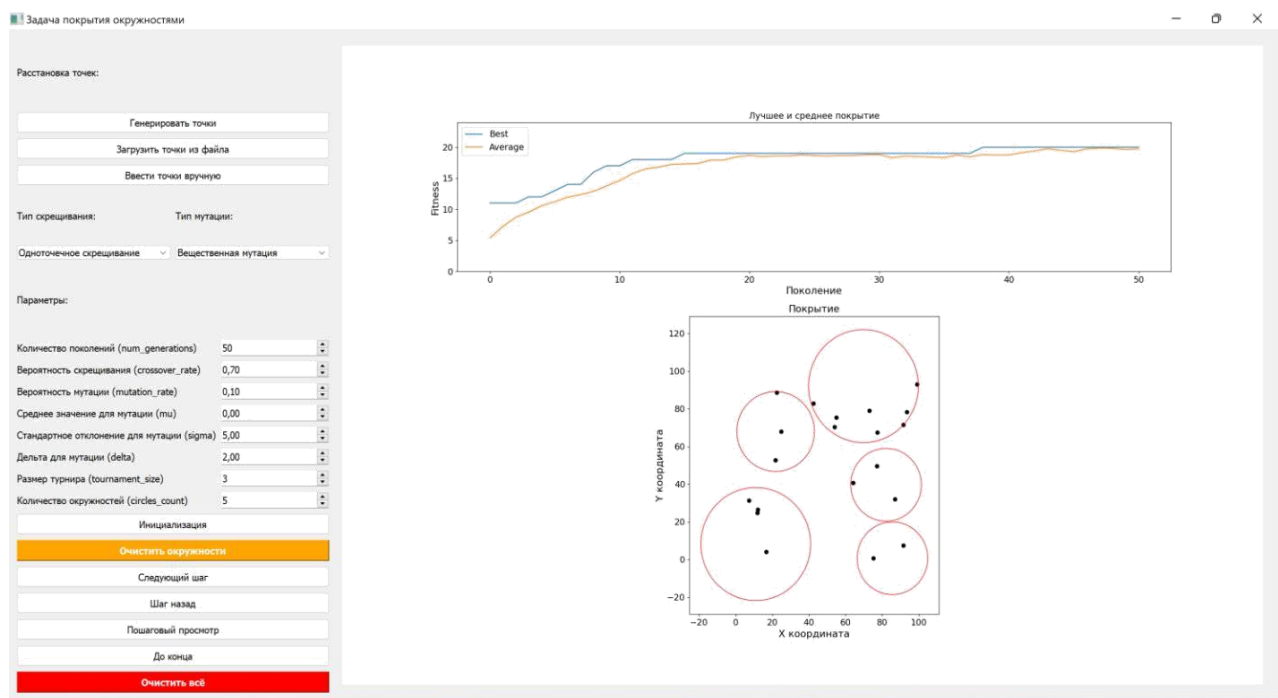 Задача покрытия окружностями
Расстановка точек:
Генерировать точки
Загрузить точки из файла
Ввести точки вручную
Тип скрещивания: Тип мутации:
Одноточечное скрещивание Вещественная мутация
Параметры:
Количество поколений (num_generations) 50
Вероятность скрещивания (crossover_rate) 0,70
Вероятность мутации (mutation_rate) 0,10
Среднее значение для мутации (mu) 0,00
Стандартное отклонение для мутации (sigma) 5,00
Дельта для мутации (delta) 2,00
Размер турнира (tournament_size) 3
Количество окружностей (circles_count) 5
Инициализация
Очистить окружности
Следующий шаг
Шаг назад
Пошаговый просмотр
До конца
Очистить всё
Лучшее и среднее покрытие
Best
Average
Fitness
20
15
10
5
0
0 10 20 30 40 50
Поколение
Покрытие
Y координата
120
100
80
60
40
20
0
−20
−20 0 20 40 60 80 100
X координата